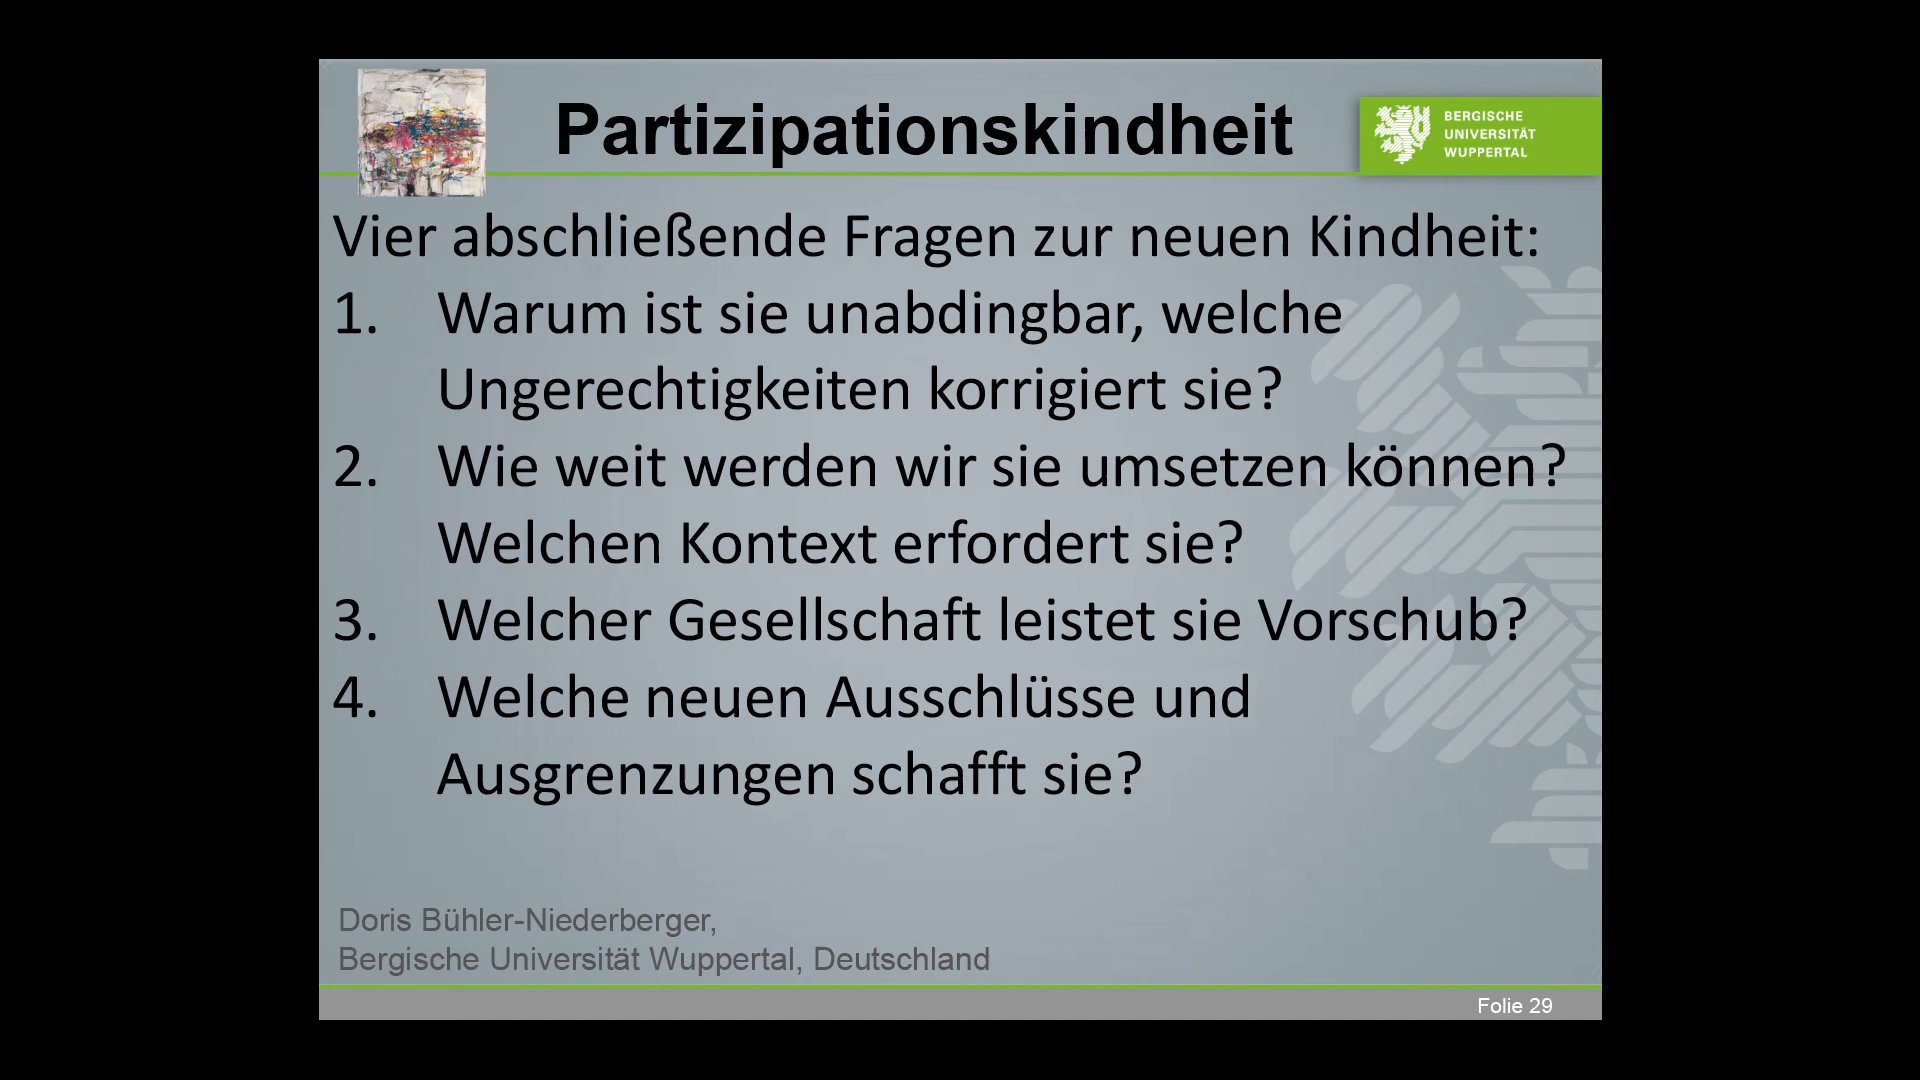 Partizipationskindheit
BERGISCHE
UNIVERSITÄT
WUPPERTAL
Vier abschließende Fragen zur neuen Kindheit:
1. Warum ist sie unabdingbar, welche
Ungerechtigkeiten korrigiert sie?
2. Wie weit werden wir sie umsetzen können?
Welchen Kontext erfordert sie?
3. Welcher Gesellschaft leistet sie Vorschub?
4. Welche neuen Ausschlüsse und
Ausgrenzungen schafft sie?
Doris Bühler-Niederberger,
Bergische Universität Wuppertal, Deutschland
Folie 29